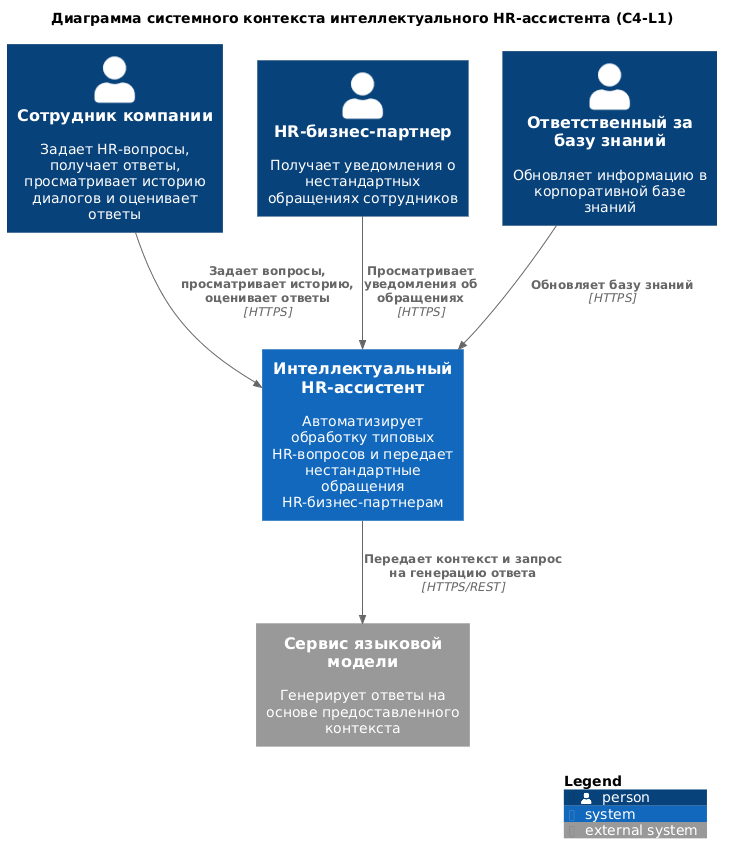 Диаграмма системного контекста интеллектуального HR-ассистента (C4-L1)
Сотрудник компании
Задает HR-вопросы,
получает ответы,
просматривает историю
диалогов и оценивает
ответы
HR-бизнес-партнер
Получает уведомления о
нестандартных
обращениях сотрудников
Ответственный за
базу знаний
Обновляет информацию в
корпоративной базе
знаний
Задает вопросы,
просматривает историю,
оценивает ответы
[HTTPS]
Просматривает
уведомления об
обращениях
[HTTPS]
Обновляет базу знаний
[HTTPS]
Интеллектуальный
HR-ассистент
Автоматизирует
обработку типовых
HR-вопросов и передает
нестандартные
обращения
HR-бизнес-партнерам
Передает контекст и запрос
на генерацию ответа
[HTTPS/REST]
Сервис языковой
модели
Генерирует ответы на
основе предоставленного
контекста
Legend
person
system
external system